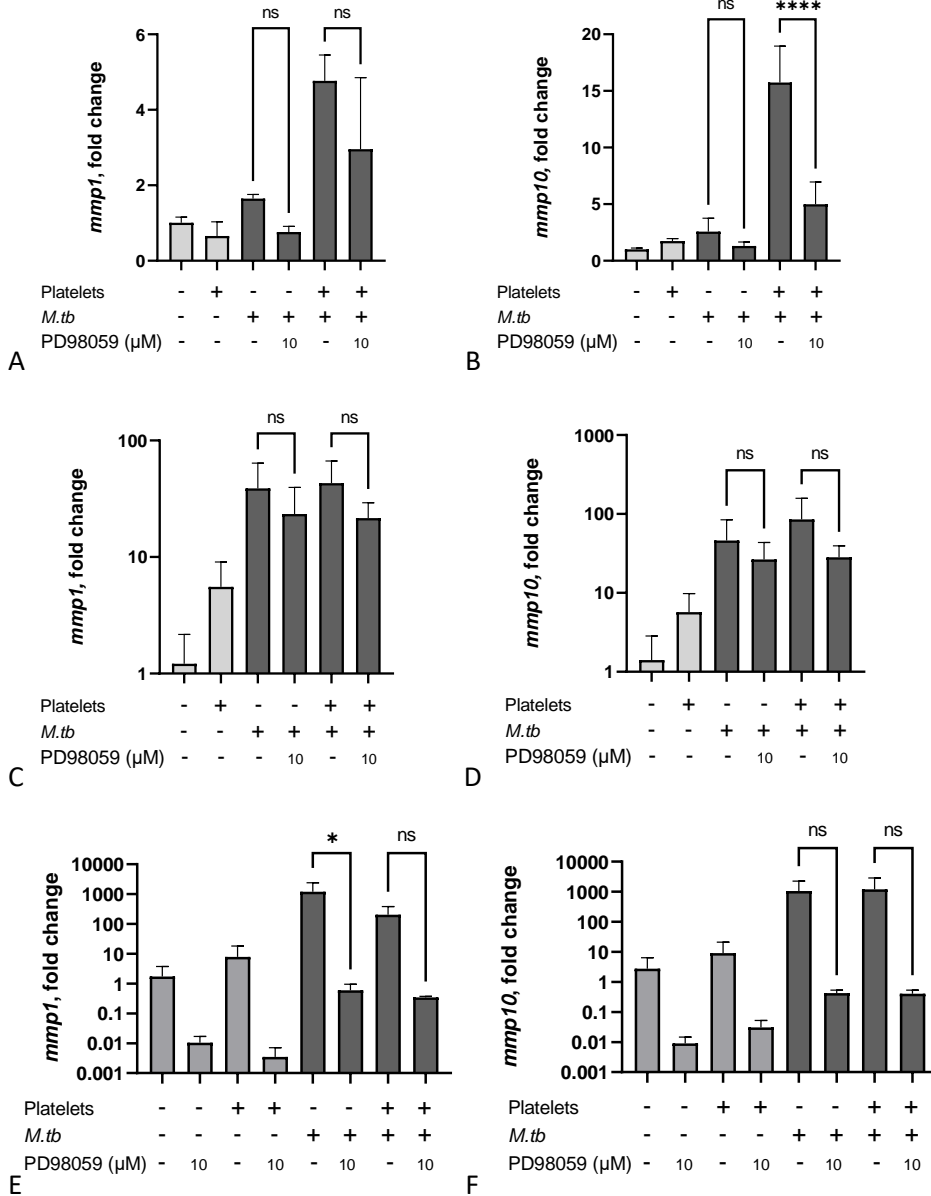 ns
ns
6
4
2
0
mmp1, fold change
Platelets - + - - + +
M.tb - - + + + +
PD98059 (µM) - - - 10 - 10
A
ns
****
20
15
10
5
0
mmp10, fold change
Platelets - + - - + +
M.tb - - + + + +
PD98059 (µM) - - - 10 - 10
B
ns
ns
100
10
1
mmp1, fold change
Platelets - + - - + +
M.tb - - + + + +
PD98059 (µM) - - - 10 - 10
C
ns
ns
1000
100
10
1
mmp10, fold change
Platelets - + - - + +
M.tb - - + + + +
PD98059 (µM) - - - 10 - 10
D
*
ns
10000
1000
100
10
1
0.1
0.01
0.001
mmp1, fold change
Platelets - - + + - - + +
M.tb - - - - + + + +
PD98059 (µM) - 10 - 10 - 10 - 10
E
ns
ns
10000
1000
100
10
1
0.1
0.01
0.001
mmp10, fold change
Platelets - - + + - - + +
M.tb - - - - + + + +
PD98059 (µM) - 10 - 10 - 10 - 10
F